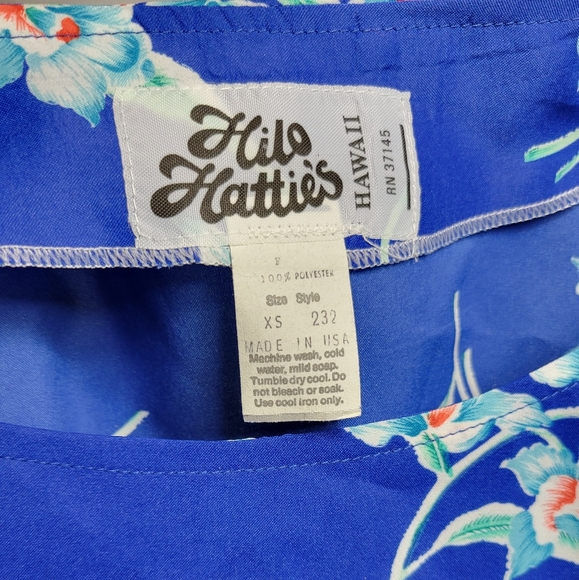 Hilo
Hattie's
HAWAII
RN 37145
F
100% POLYESTER
Size Style
XS 232
MADE IN USA
Machine wash, cold
water, mild soap.
Tumble dry cool. Do
not bleach or soak.
Use cool iron only.